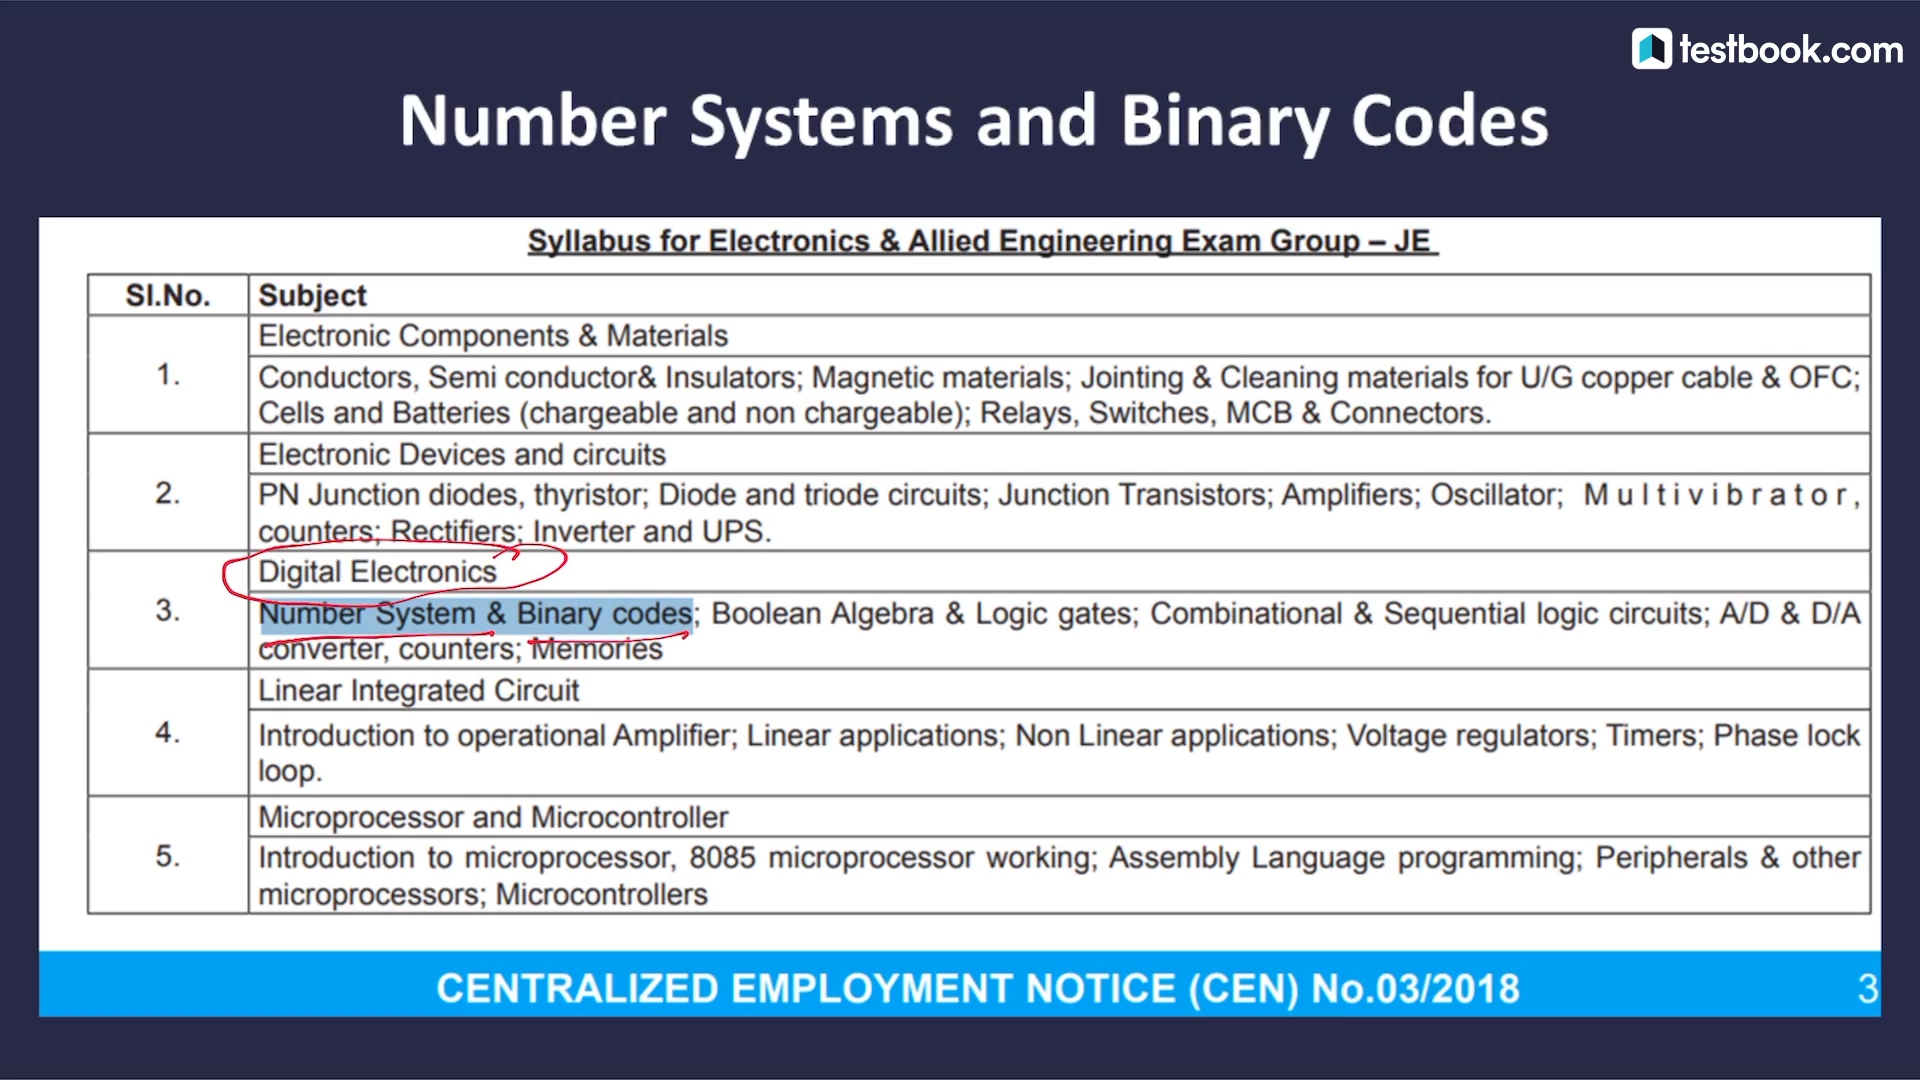 testbook.com
Number Systems and Binary Codes
Syllabus for Electronics & Allied Engineering Exam Group – JE
Sl.No. Subject
Electronic Components & Materials
1.
Conductors, Semi conductor& Insulators; Magnetic materials; Jointing & Cleaning materials for U/G copper cable & OFC;
Cells and Batteries (chargeable and non chargeable); Relays, Switches, MCB & Connectors.
Electronic Devices and circuits
2.
PN Junction diodes, thyristor; Diode and triode circuits; Junction Transistors; Amplifiers; Oscillator; Multivibrator,
counters; Rectifiers; Inverter and UPS.
Digital Electronics
3.
Number System & Binary codes; Boolean Algebra & Logic gates; Combinational & Sequential logic circuits; A/D & D/A
converter, counters; Memories
Linear Integrated Circuit
4.
Introduction to operational Amplifier; Linear applications; Non Linear applications; Voltage regulators; Timers; Phase lock
loop.
Microprocessor and Microcontroller
5.
Introduction to microprocessor, 8085 microprocessor working; Assembly Language programming; Peripherals & other
microprocessors; Microcontrollers
CENTRALIZED EMPLOYMENT NOTICE (CEN) No.03/2018 3